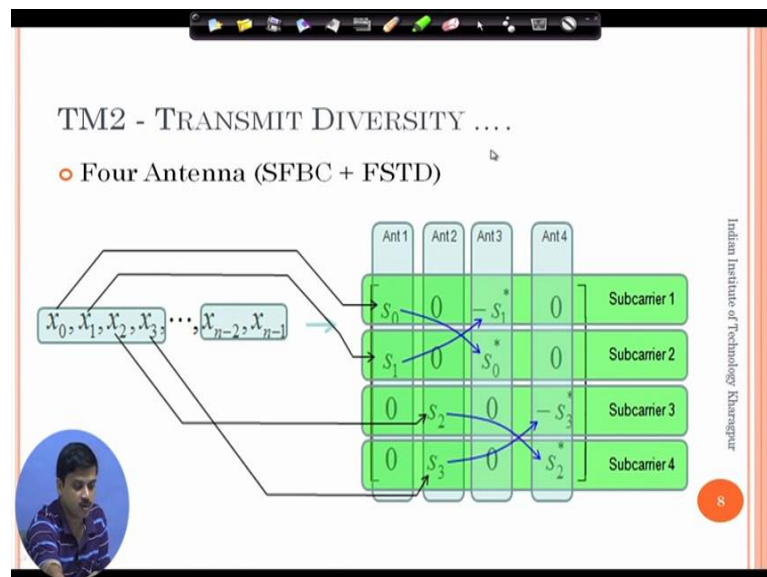 TM2 - TRANSMIT DIVERSITY ....
Four Antenna (SFBC + FSTD)
Ant 1 Ant 2 Ant 3 Ant 4
s₀ 0 -s₁* 0 Subcarrier 1
x₀, x₁, x₂, x₃, ..., xₙ₋₂, xₙ₋₁
s₁ 0 s₀* 0 Subcarrier 2
0 s₂ 0 -s₃* Subcarrier 3
0 s₃ 0 s₂* Subcarrier 4
Indian Institute of Technology Kharagpur
8